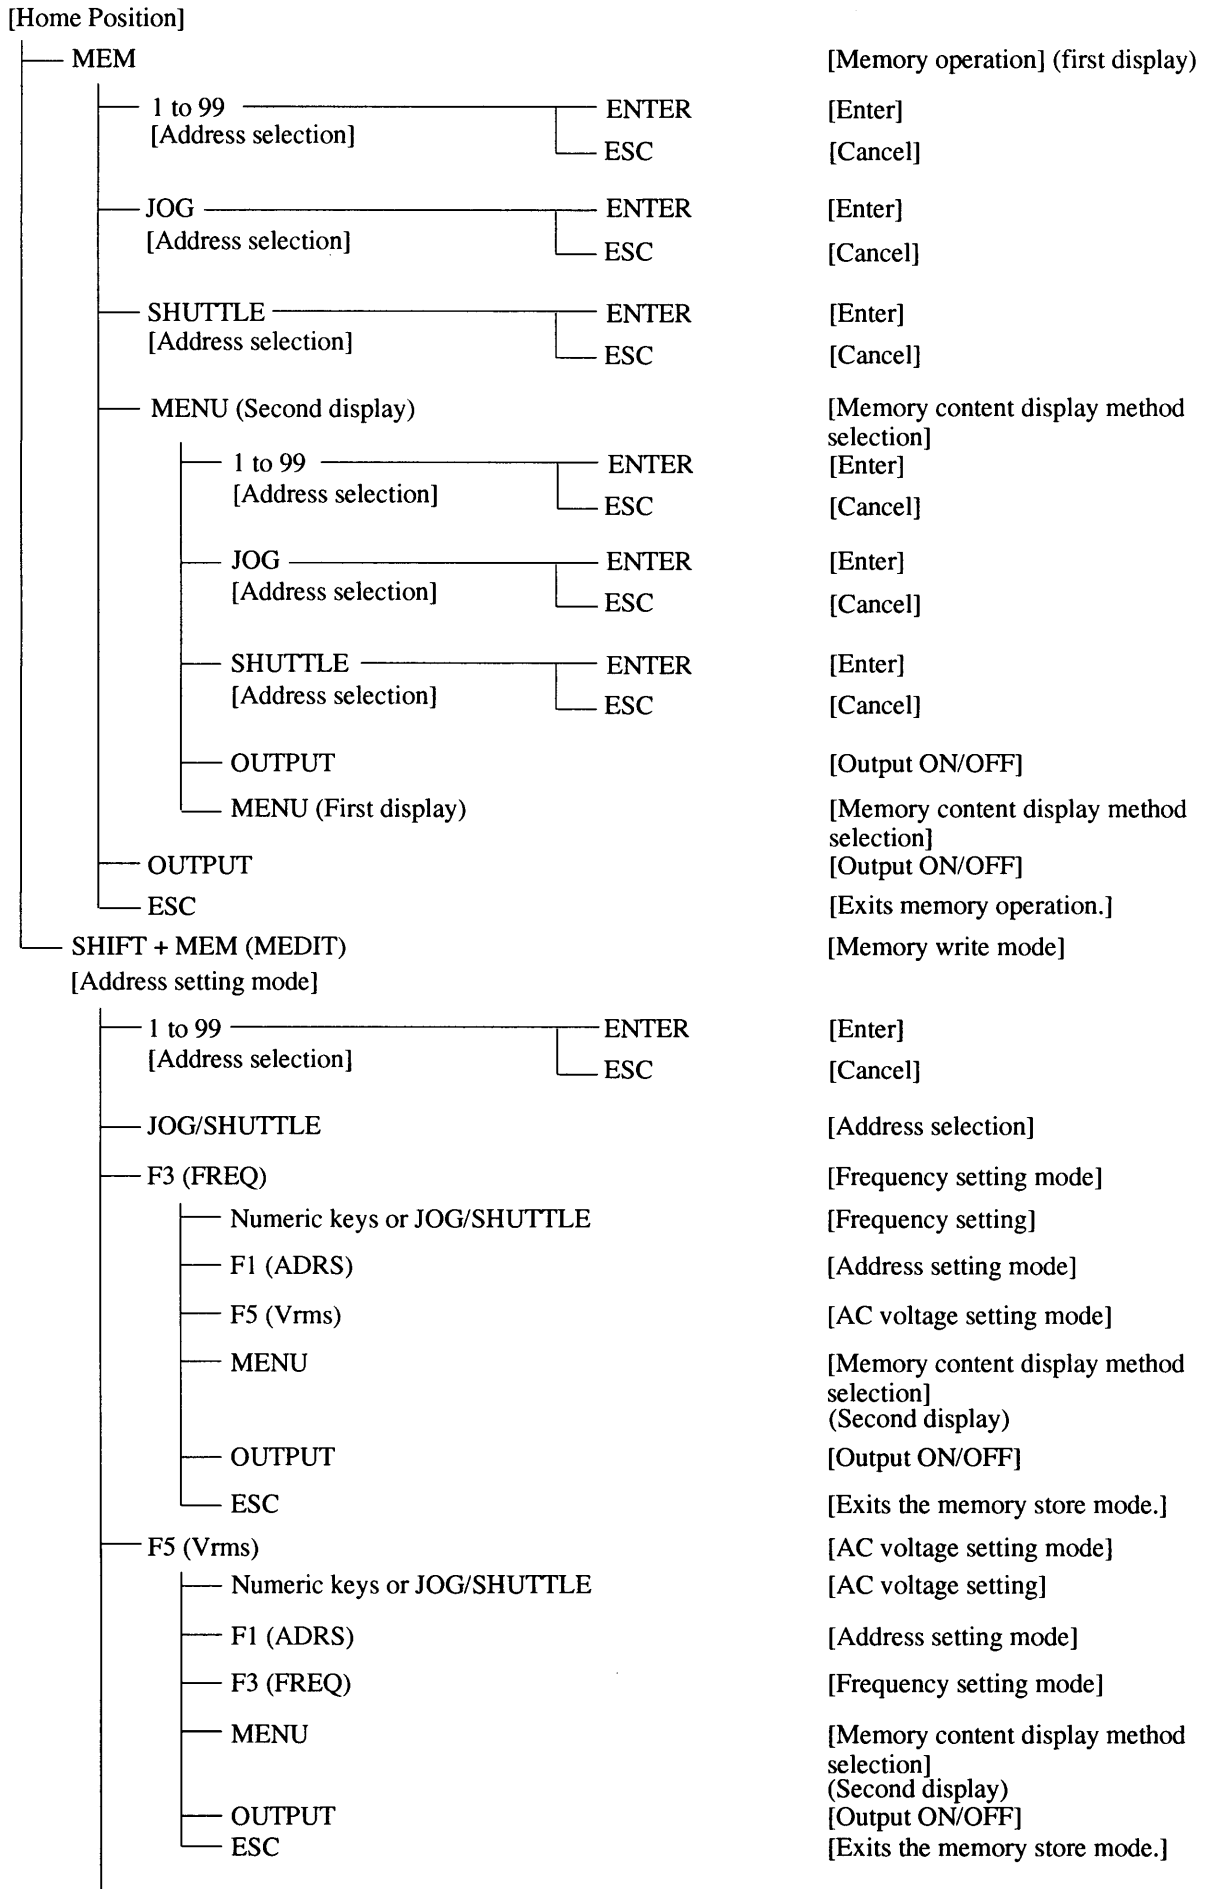 [Home Position]
MEM [Memory operation] (first display)
1 to 99 ENTER [Enter]
[Address selection]
ESC [Cancel]
JOG ENTER [Enter]
[Address selection]
ESC [Cancel]
SHUTTLE ENTER [Enter]
[Address selection]
ESC [Cancel]
MENU (Second display) [Memory content display method
selection]
1 to 99 ENTER [Enter]
[Address selection]
ESC [Cancel]
JOG ENTER [Enter]
[Address selection]
ESC [Cancel]
SHUTTLE ENTER [Enter]
[Address selection]
ESC [Cancel]
OUTPUT [Output ON/OFF]
MENU (First display) [Memory content display method
selection]
OUTPUT [Output ON/OFF]
ESC [Exits memory operation.]
SHIFT + MEM (MEDIT) [Memory write mode]
[Address setting mode]
1 to 99 ENTER [Enter]
[Address selection]
ESC [Cancel]
JOG/SHUTTLE [Address selection]
F3 (FREQ) [Frequency setting mode]
Numeric keys or JOG/SHUTTLE [Frequency setting]
F1 (ADRS) [Address setting mode]
F5 (Vrms) [AC voltage setting mode]
MENU [Memory content display method
selection]
(Second display)
OUTPUT [Output ON/OFF]
ESC [Exits the memory store mode.]
F5 (Vrms) [AC voltage setting mode]
Numeric keys or JOG/SHUTTLE [AC voltage setting]
F1 (ADRS) [Address setting mode]
F3 (FREQ) [Frequency setting mode]
MENU [Memory content display method
selection]
(Second display)
OUTPUT [Output ON/OFF]
ESC [Exits the memory store mode.]